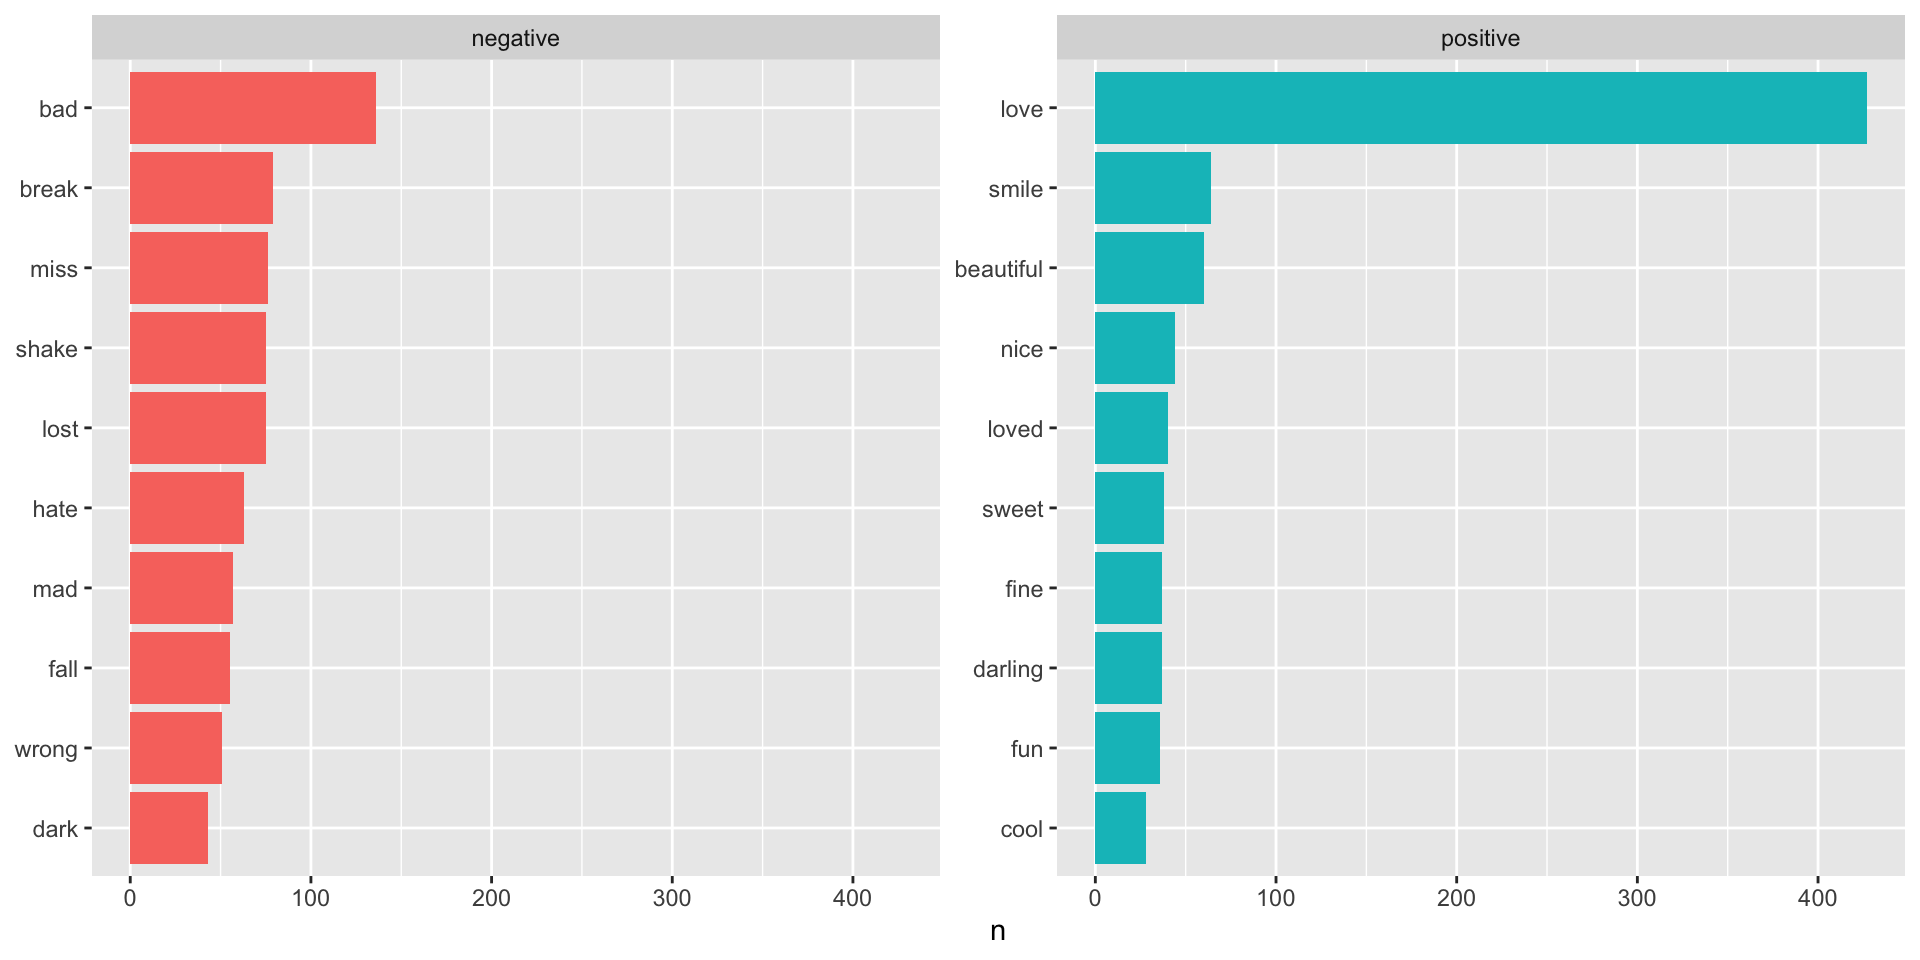 negative
bad
break
miss
shake
lost
hate
mad
fall
wrong
dark
0 100 200 300 400
positive
love
smile
beautiful
nice
loved
sweet
fine
darling
fun
cool
0 100 200 300 400
n